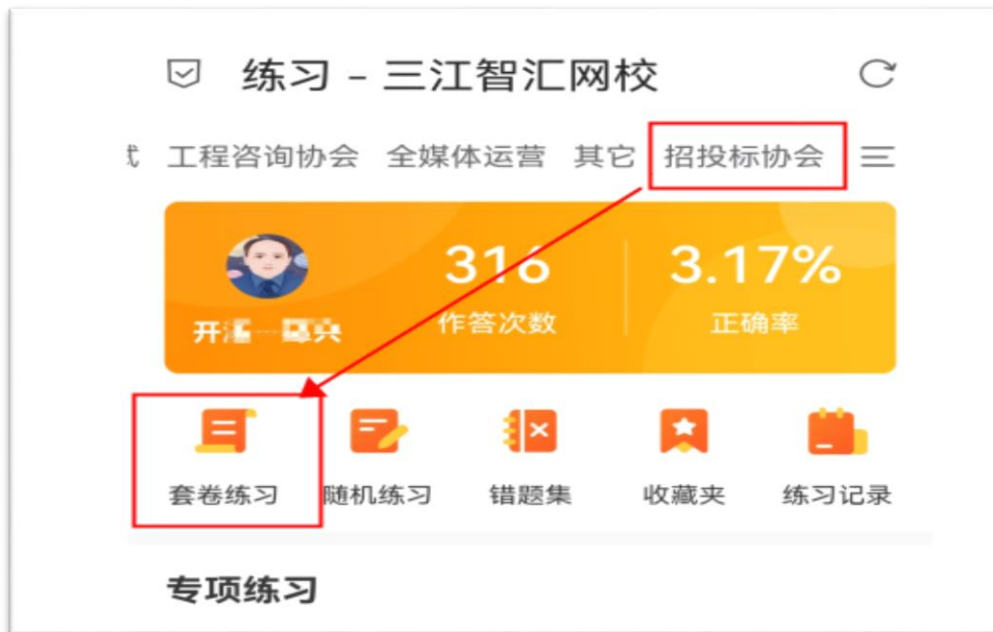 练习 - 三江智汇网校
工程咨询协会 全媒体运营 其它 招投标协会
316 3.17%
作答次数 正确率
套卷练习 随机练习 错题集 收藏夹 练习记录
专项练习